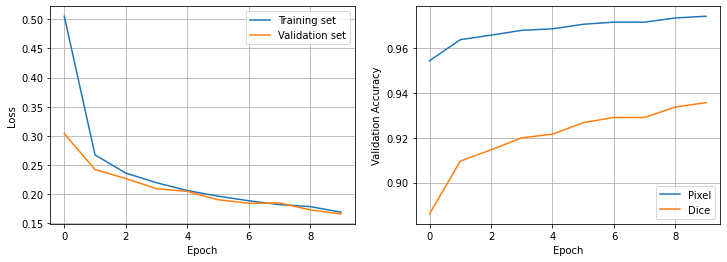 0.50
0.45
0.40
0.35
0.30
0.25
0.20
0.15
0 2 4 6 8
Loss
Epoch
Training set
Validation set
0.96
0.94
0.92
0.90
0 2 4 6 8
Validation Accuracy
Epoch
Pixel
Dice